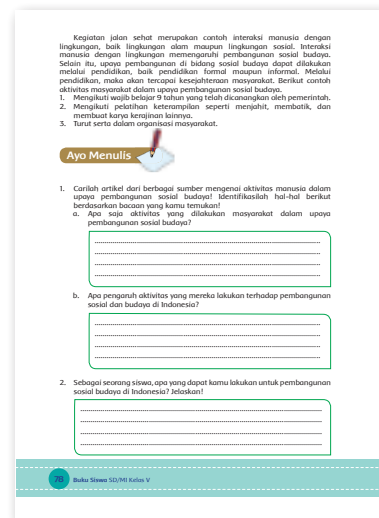 Kegiatan jalan sehat merupakan contoh interaksi manusia dengan
lingkungan, baik lingkungan alam maupun lingkungan sosial. Interaksi
manusia dengan lingkungan memengaruhi pembangunan sosial budaya.
Selain itu, upaya pembangunan di bidang sosial budaya dapat dilakukan
melalui pendidikan, baik pendidikan formal maupun informal. Melalui
pendidikan, maka akan tercapai kesejahteraan masyarakat. Berikut contoh
aktivitas masyarakat dalam upaya pembangunan sosial budaya.
1. Mengikuti wajib belajar 9 tahun yang telah dicanangkan oleh pemerintah.
2. Mengikuti pelatihan keterampilan seperti menjahit, membatik, dan
membuat karya kerajinan lainnya.
3. Turut serta dalam organisasi masyarakat.
Ayo Menulis
1. Carilah artikel dari berbagai sumber mengenai aktivitas manusia dalam
upaya pembangunan sosial budaya! Identifikasilah hal-hal berikut
berdasarkan bacaan yang kamu temukan!
a. Apa saja aktivitas yang dilakukan masyarakat dalam upaya
pembangunan sosial budaya?
b. Apa pengaruh aktivitas yang mereka lakukan terhadap pembangunan
sosial dan budaya di Indonesia?
2. Sebagai seorang siswa, apa yang dapat kamu lakukan untuk pembangunan
sosial budaya di Indonesia? Jelaskan!
78 Buku Siswa SD/MI Kelas V